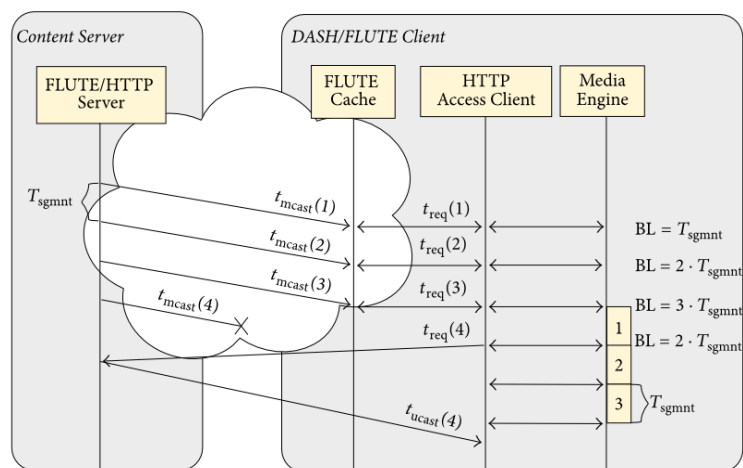 Content Server
DASH/FLUTE Client
FLUTE/HTTP
Server
FLUTE
Cache
HTTP
Access Client
Media
Engine
T_sgmnt
t_mcast(1)
t_req(1)
BL = T_sgmnt
t_mcast(2)
t_req(2)
BL = 2 · T_sgmnt
t_mcast(3)
t_req(3)
BL = 3 · T_sgmnt
t_mcast(4)
1
t_req(4)
BL = 2 · T_sgmnt
2
3
T_sgmnt
t_ucast(4)